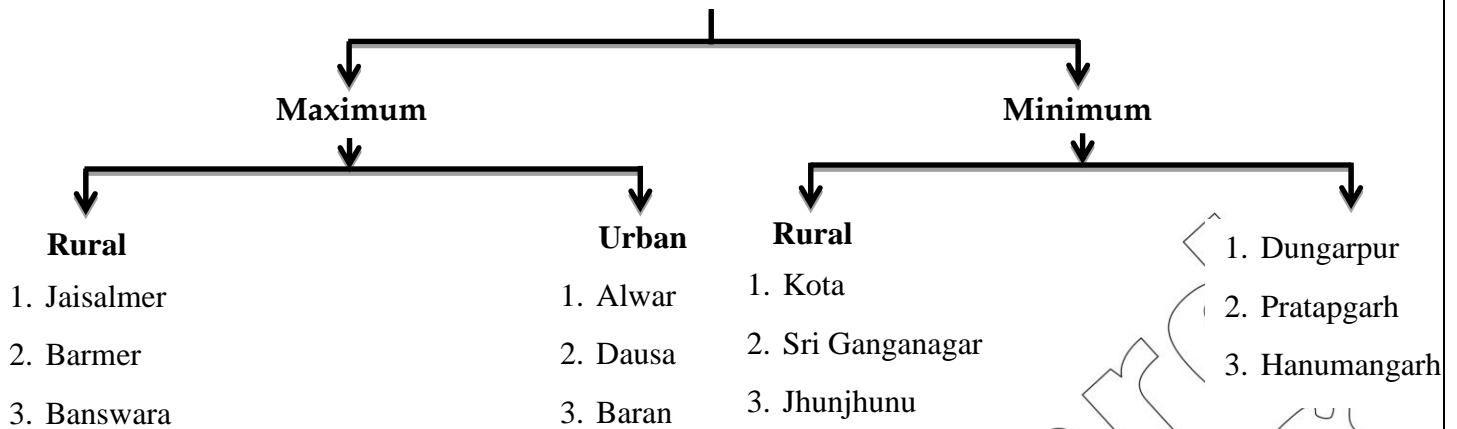 Maximum
Minimum
Rural
1. Jaisalmer
2. Barmer
3. Banswara
Urban
1. Alwar
2. Dausa
3. Baran
Rural
1. Kota
2. Sri Ganganagar
3. Jhunjhunu
1. Dungarpur
2. Pratapgarh
3. Hanumangarh